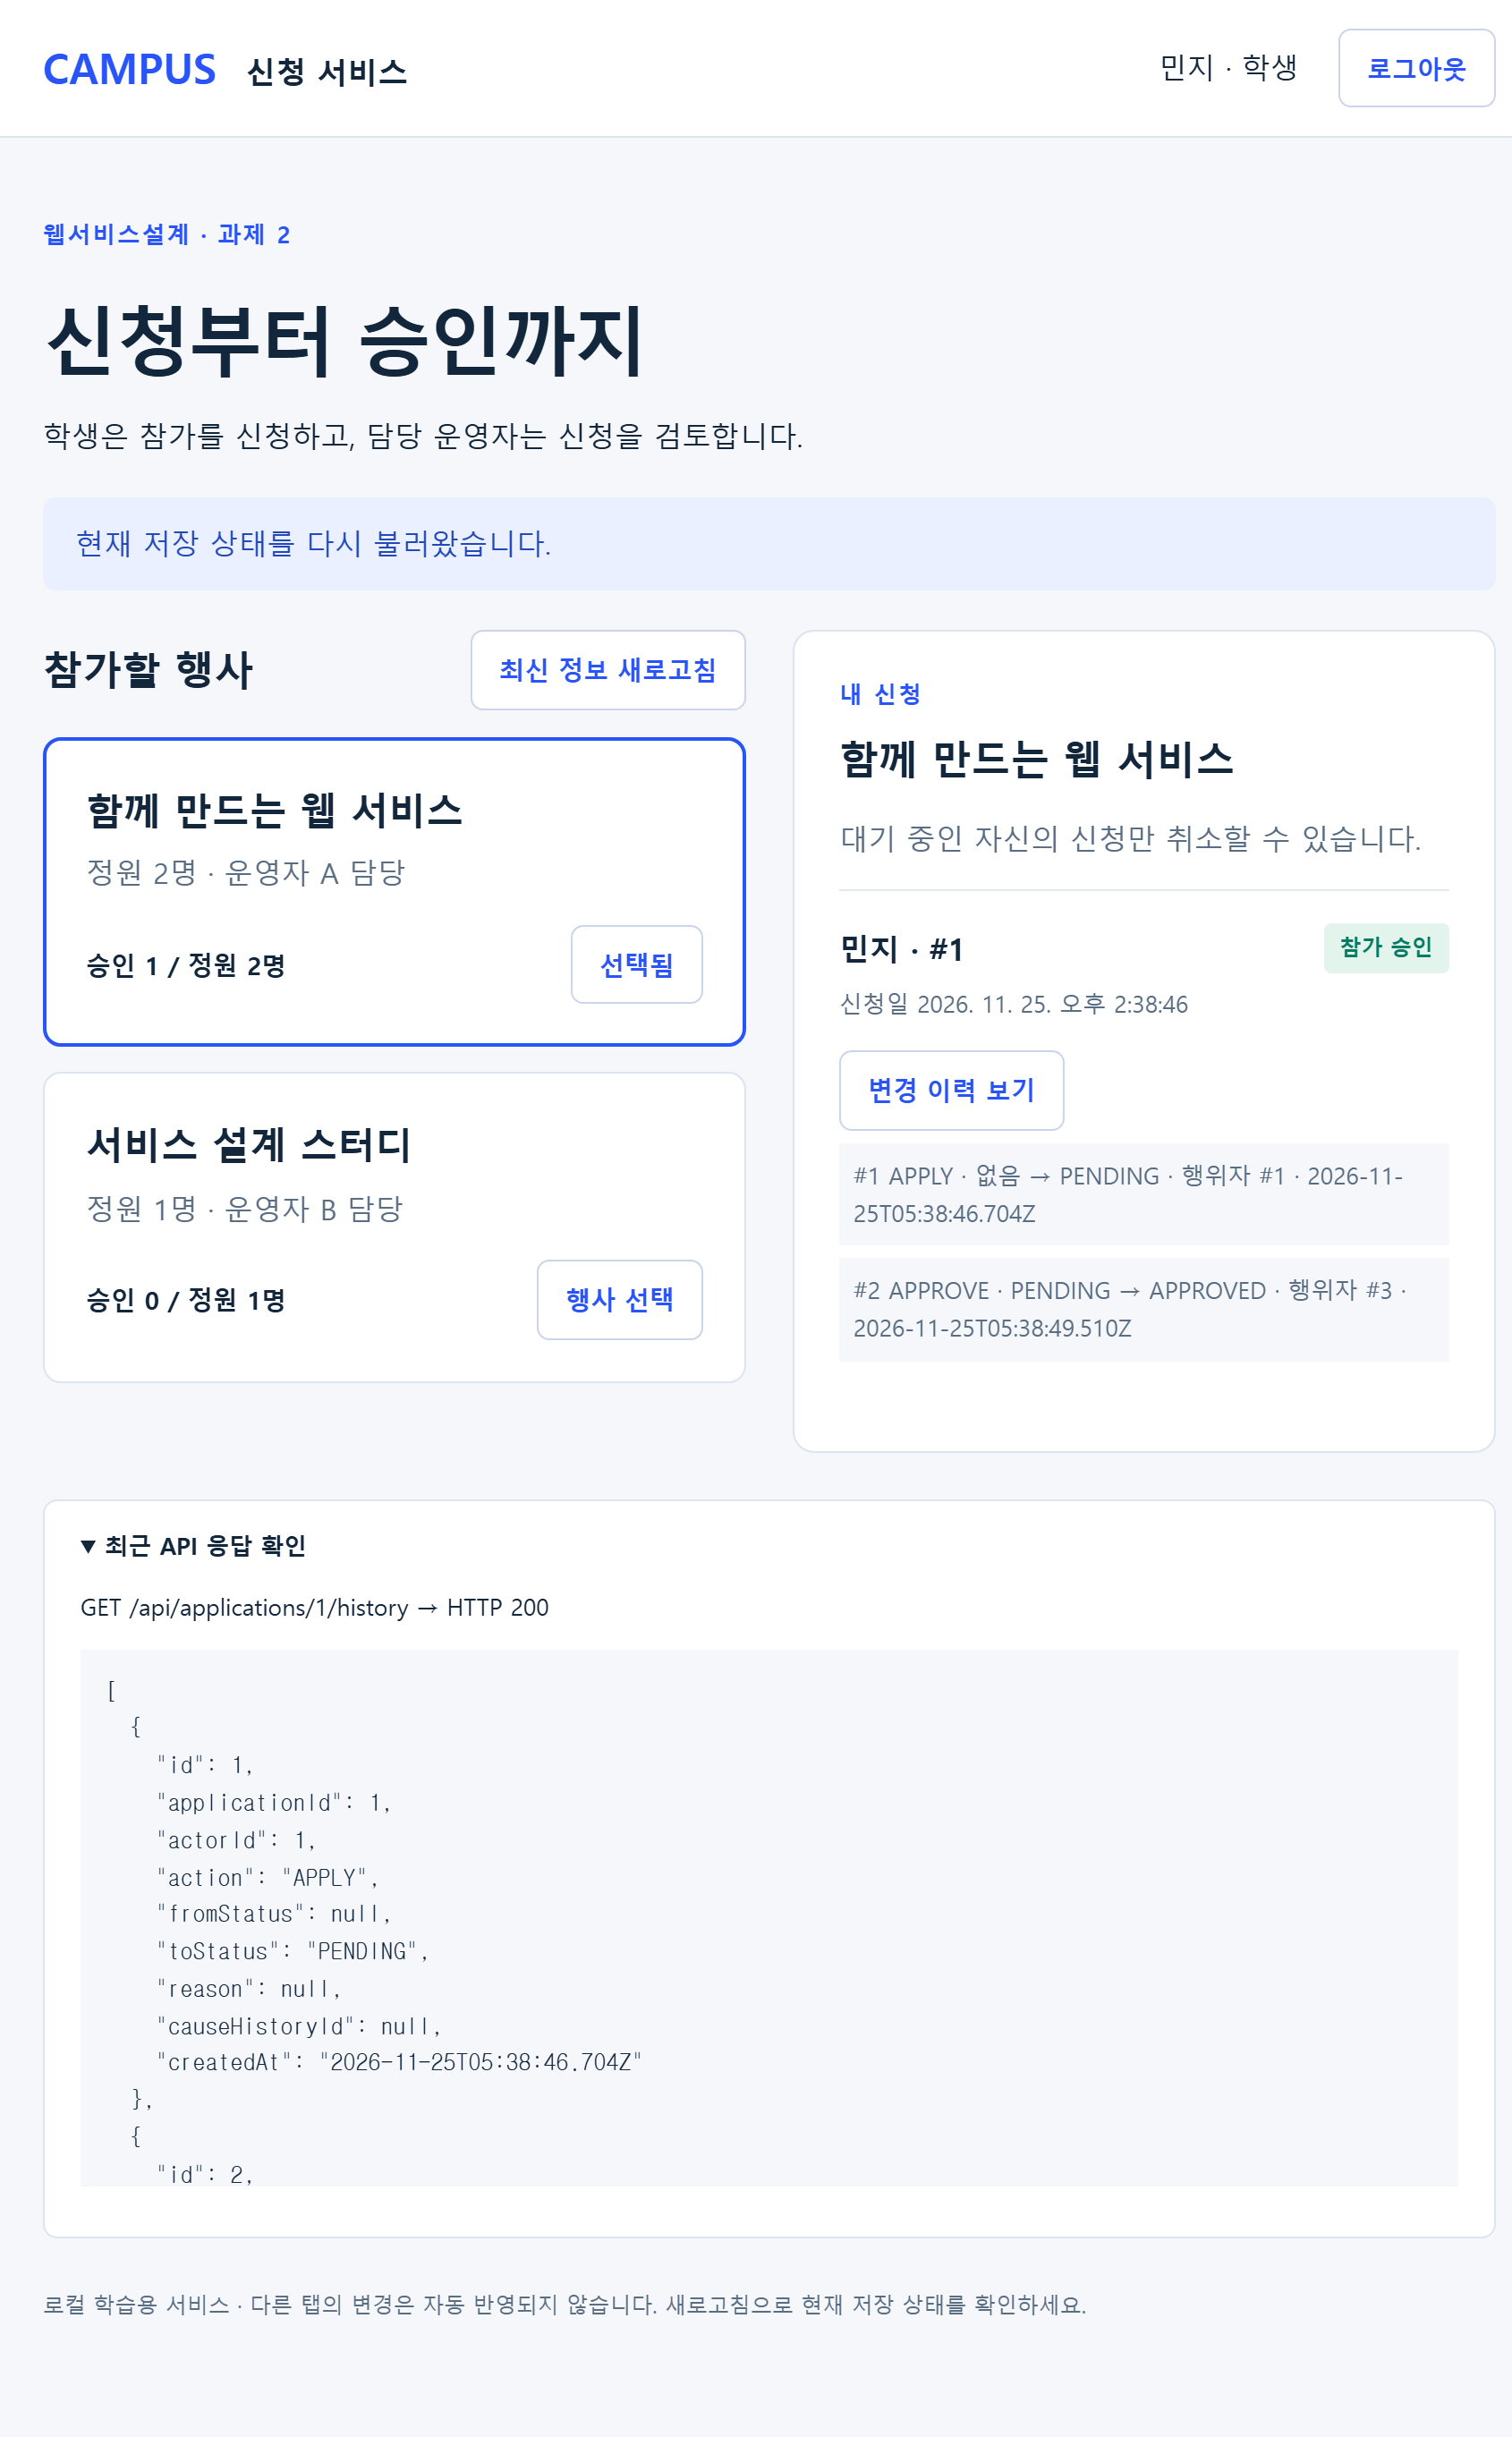 CAMPUS 신청 서비스
민지 · 학생
로그아웃
웹서비스설계 · 과제 2
신청부터 승인까지
학생은 참가를 신청하고, 담당 운영자는 신청을 검토합니다.
현재 저장 상태를 다시 불러왔습니다.
참가할 행사
최신 정보 새로고침
함께 만드는 웹 서비스
정원 2명 · 운영자 A 담당
승인 1 / 정원 2명
선택됨
서비스 설계 스터디
정원 1명 · 운영자 B 담당
승인 0 / 정원 1명
행사 선택
내 신청
함께 만드는 웹 서비스
대기 중인 자신의 신청만 취소할 수 있습니다.
민지 · #1
참가 승인
신청일 2026. 11. 25. 오후 2:38:46
변경 이력 보기
#1 APPLY · 없음 → PENDING · 행위자 #1 · 2026-11-
25T05:38:46.704Z
#2 APPROVE · PENDING → APPROVED · 행위자 #3 ·
2026-11-25T05:38:49.510Z
▼ 최근 API 응답 확인
GET /api/applications/1/history → HTTP 200
[
  {
    "id": 1,
    "applicationId": 1,
    "actorId": 1,
    "action": "APPLY",
    "fromStatus": null,
    "toStatus": "PENDING",
    "reason": null,
    "causeHistoryId": null,
    "createdAt": "2026-11-25T05:38:46.704Z"
  },
  {
    "id": 2,
로컬 학습용 서비스 · 다른 탭의 변경은 자동 반영되지 않습니다. 새로고침으로 현재 저장 상태를 확인하세요.